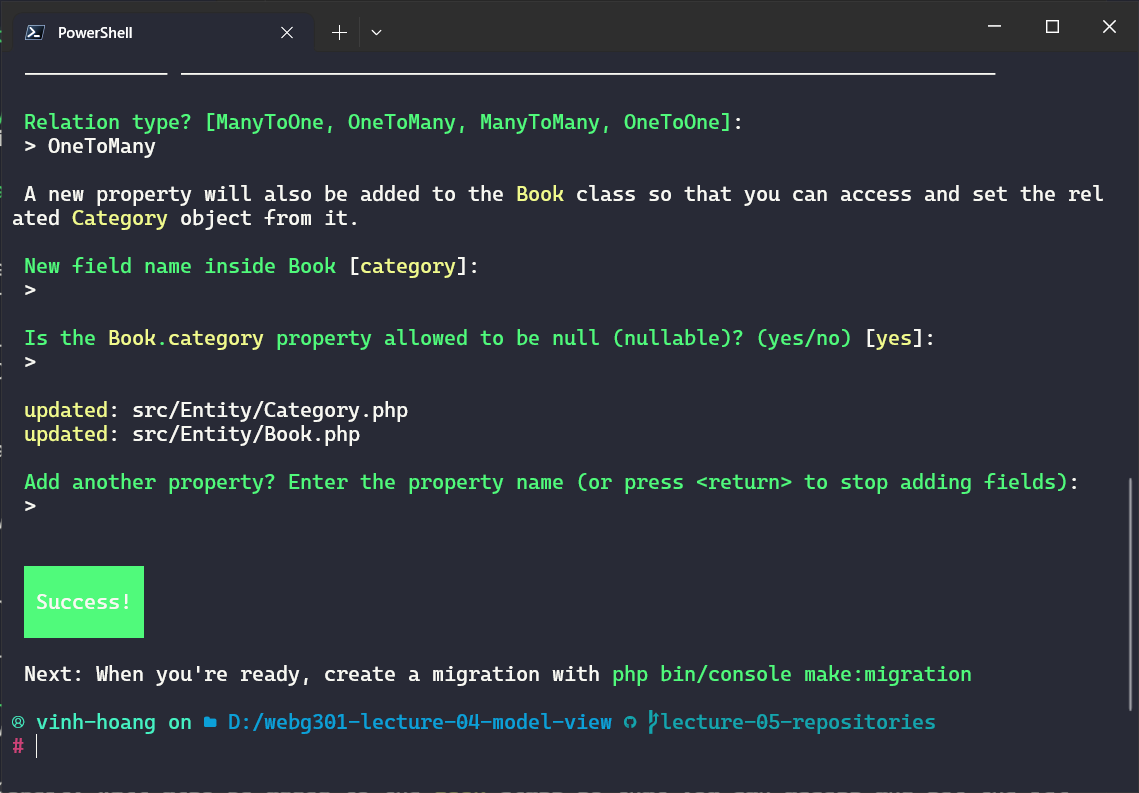 PowerShell
Relation type? [ManyToOne, OneToMany, ManyToMany, OneToOne]:
> OneToMany
A new property will also be added to the Book class so that you can access and set the rel
ated Category object from it.
New field name inside Book [category]:
>
Is the Book.category property allowed to be null (nullable)? (yes/no) [yes]:
>
updated: src/Entity/Category.php
updated: src/Entity/Book.php
Add another property? Enter the property name (or press <return> to stop adding fields):
>
Success!
Next: When you're ready, create a migration with php bin/console make:migration
@ vinh-hoang on D:/webg301-lecture-04-model-view lecture-05-repositories
#